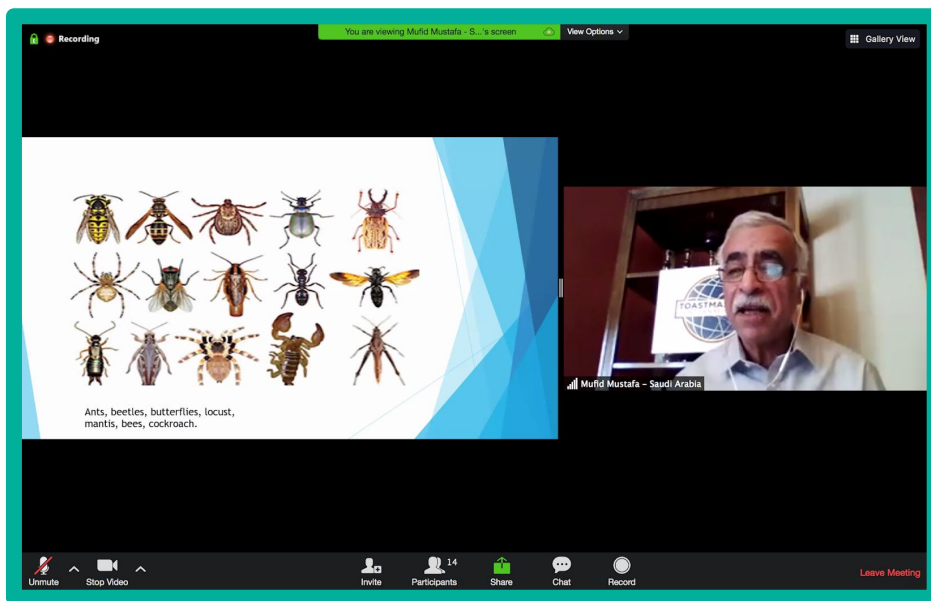 Recording
You are viewing Mufid Mustafa - S...'s screen
View Options
Gallery View
Ants, beetles, butterflies, locust,
mantis, bees, cockroach.
Mufid Mustafa – Saudi Arabia
Unmute
Stop Video
Invite
14
Participants
Share
Chat
Record
Leave Meeting